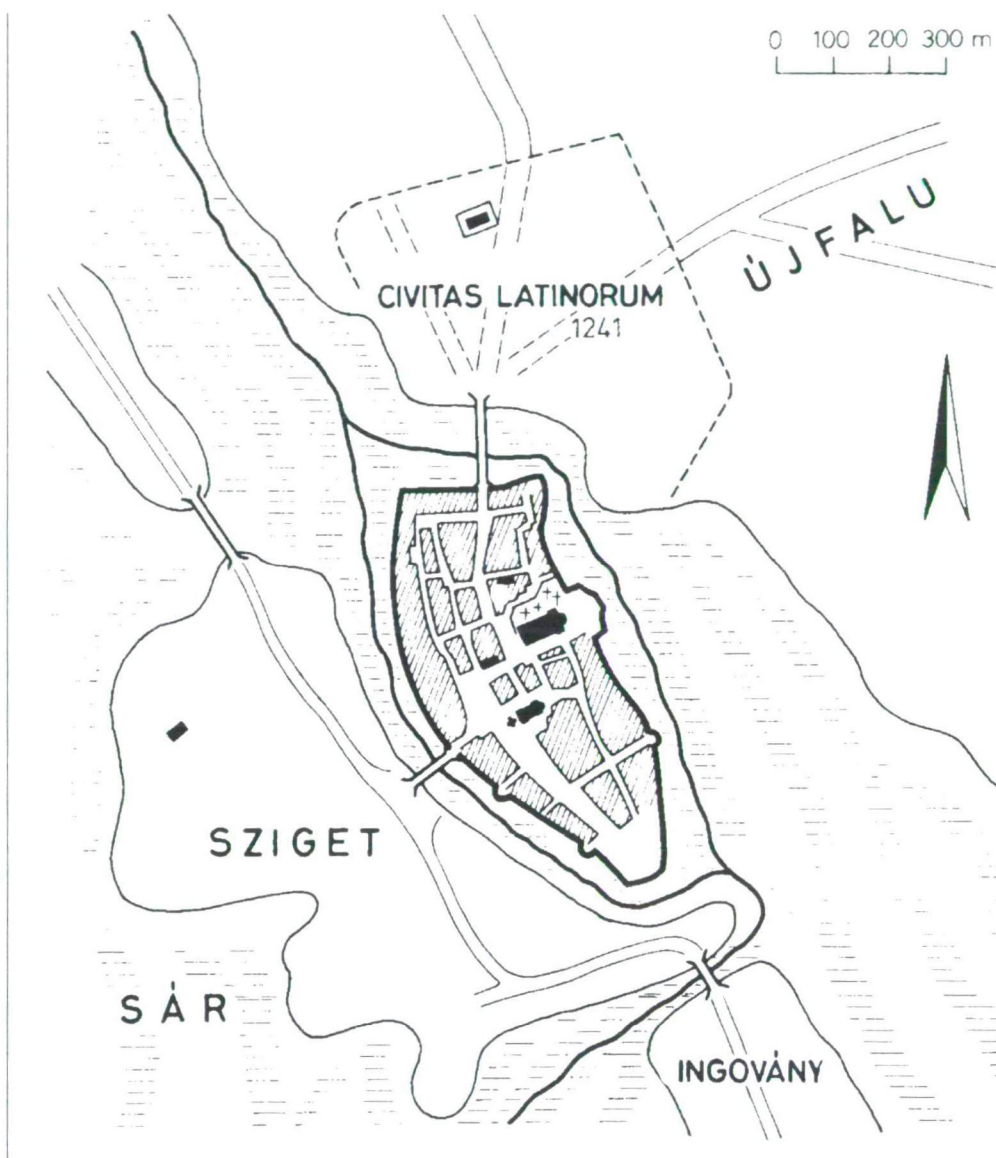 0 100 200 300 m
ÚJFALU
CIVITAS LATINORUM
1241
SZIGET
SÁR
INGOVÁNY